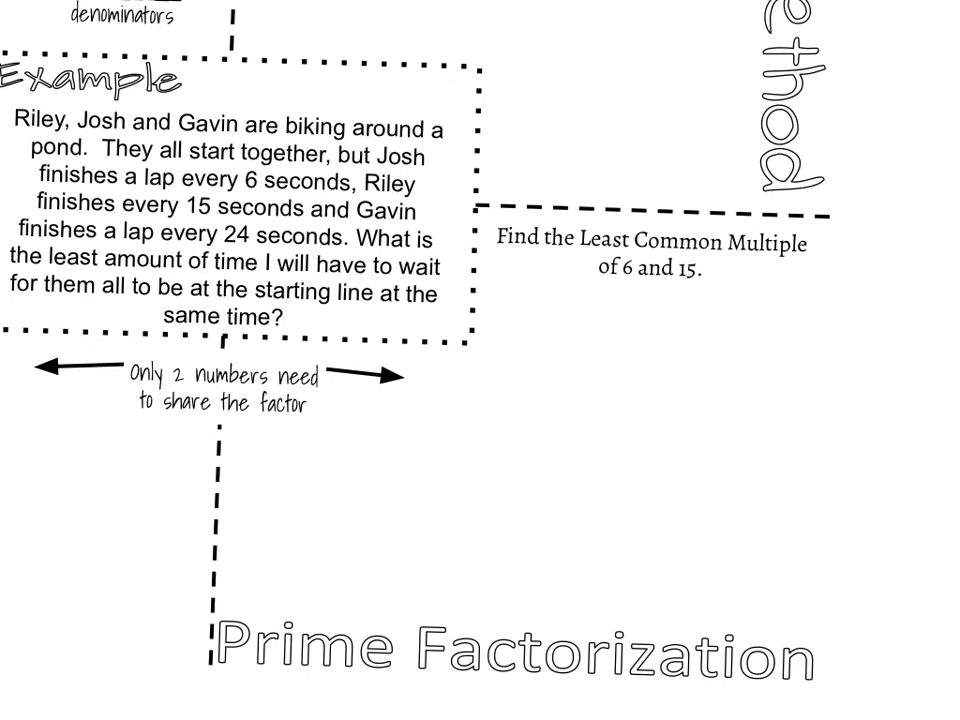 denominators
Example
Riley, Josh and Gavin are biking around a
pond. They all start together, but Josh
finishes a lap every 6 seconds, Riley
finishes every 15 seconds and Gavin
finishes a lap every 24 seconds. What is
the least amount of time I will have to wait
for them all to be at the starting line at the
same time?
ethod
Find the Least Common Multiple
of 6 and 15.
Only 2 numbers need
to share the factor
Prime Factorization